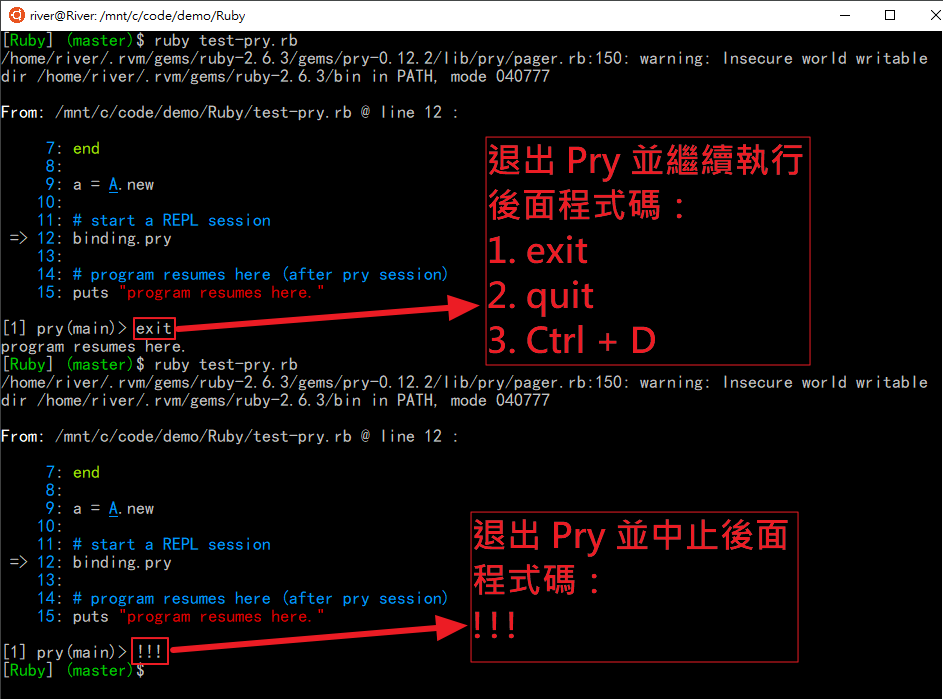 river@River: /mnt/c/code/demo/Ruby
[Ruby] (master)$ ruby test-pry.rb
/home/river/.rvm/gems/ruby-2.6.3/gems/pry-0.12.2/lib/pry/pager.rb:150: warning: Insecure world writable
dir /home/river/.rvm/gems/ruby-2.6.3/bin in PATH, mode 040777
From: /mnt/c/code/demo/Ruby/test-pry.rb @ line 12 :
7: end
8:
9: a = A.new
10:
11: # start a REPL session
=> 12: binding.pry
13:
14: # program resumes here (after pry session)
15: puts "program resumes here."
[1] pry(main)> exit
program resumes here.
退出 Pry 並繼續執行
後面程式碼：
1. exit
2. quit
3. Ctrl + D
[Ruby] (master)$ ruby test-pry.rb
/home/river/.rvm/gems/ruby-2.6.3/gems/pry-0.12.2/lib/pry/pager.rb:150: warning: Insecure world writable
dir /home/river/.rvm/gems/ruby-2.6.3/bin in PATH, mode 040777
From: /mnt/c/code/demo/Ruby/test-pry.rb @ line 12 :
7: end
8:
9: a = A.new
10:
11: # start a REPL session
=> 12: binding.pry
13:
14: # program resumes here (after pry session)
15: puts "program resumes here."
[1] pry(main)> !!!
[Ruby] (master)$
退出 Pry 並中止後面
程式碼：
!!!